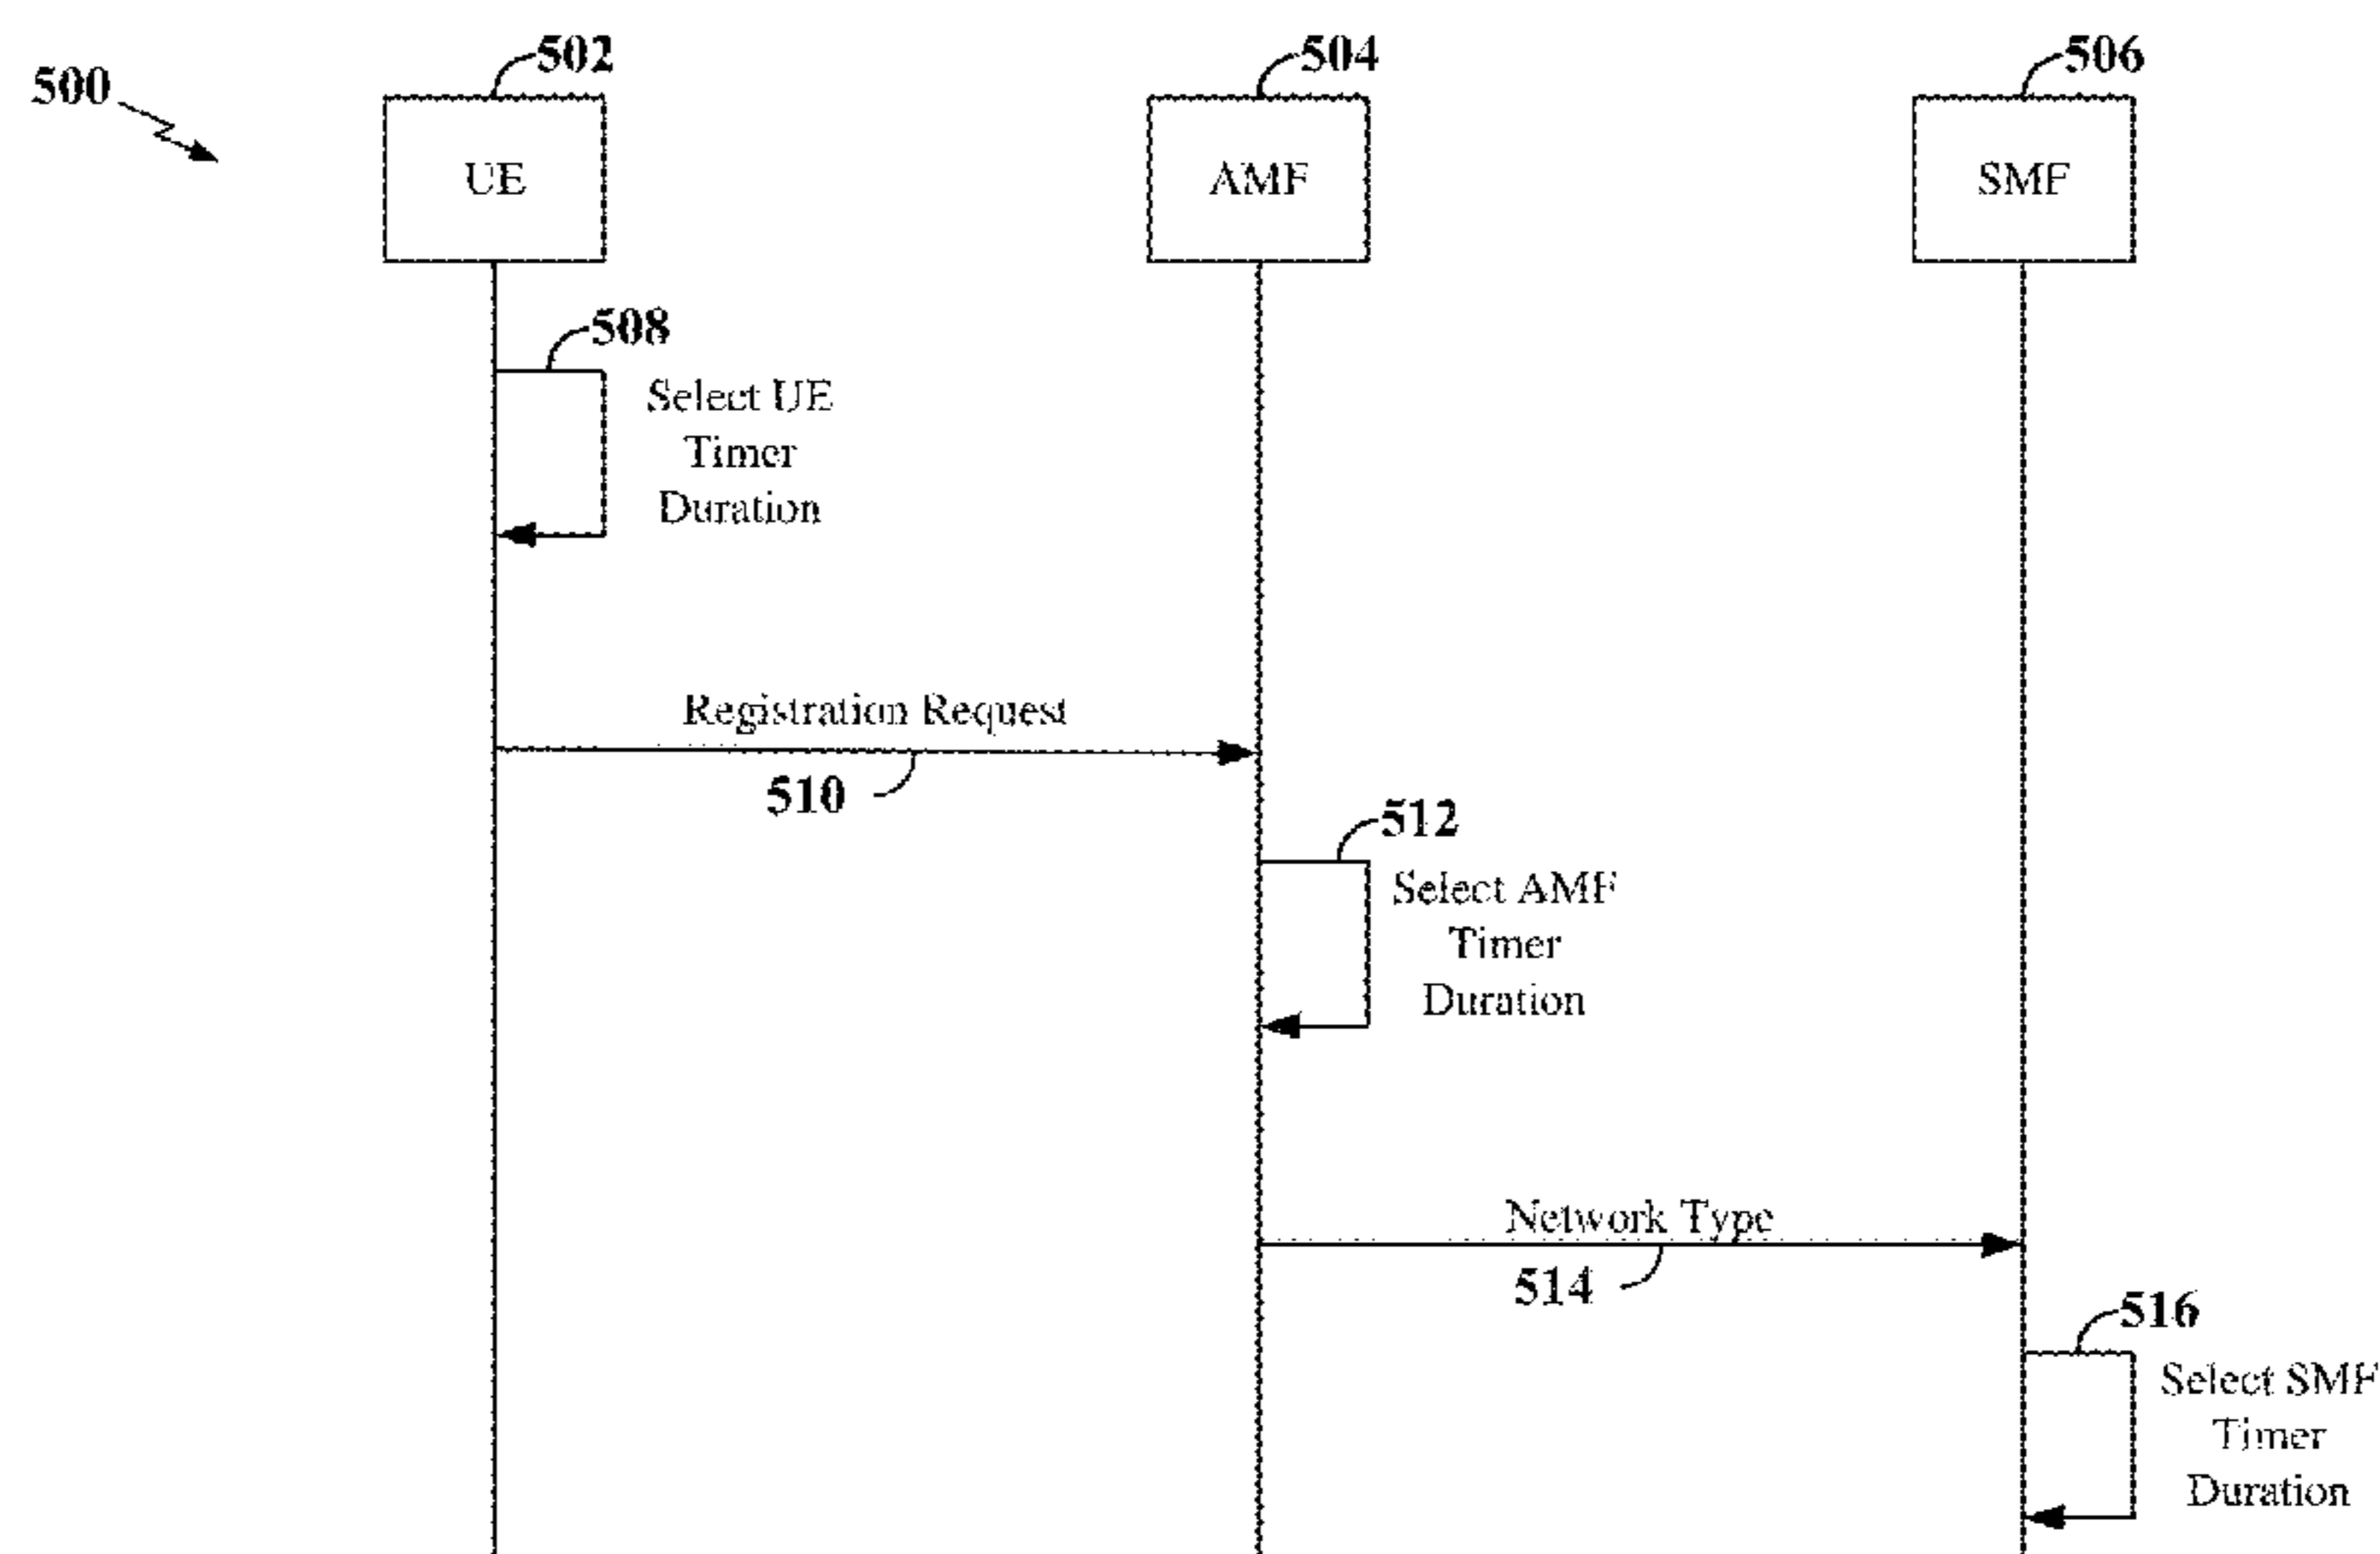 500
502
504
506
UE
AMF
SMF
508
Select UE
Timer
Duration
Registration Request
510
512
Select AMF
Timer
Duration
Network Type
514
516
Select SMF
Timer
Duration